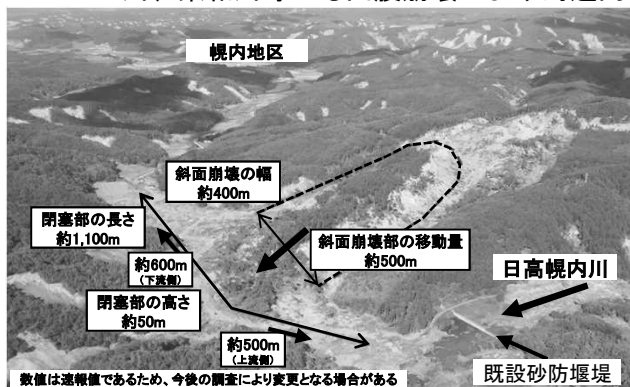 幌内地区
斜面崩壊の幅
約400m
閉塞部の長さ
約1,100m
斜面崩壊部の移動量
約500m
約600m
(下流側)
日高幌内川
閉塞部の高さ
約50m
約500m
(上流側)
既設砂防堰堤
数値は速報値であるため、今後の調査により変更となる場合がある